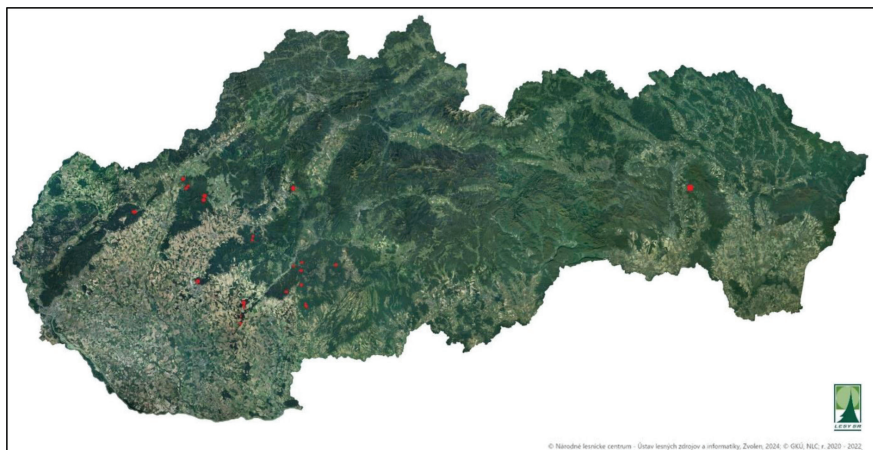 LESY SR
© Národné lesnícke centrum - Ústav lesných zdrojov a informatiky, Zvolen, 2024; © GKÚ, NLC; r. 2020 - 2022